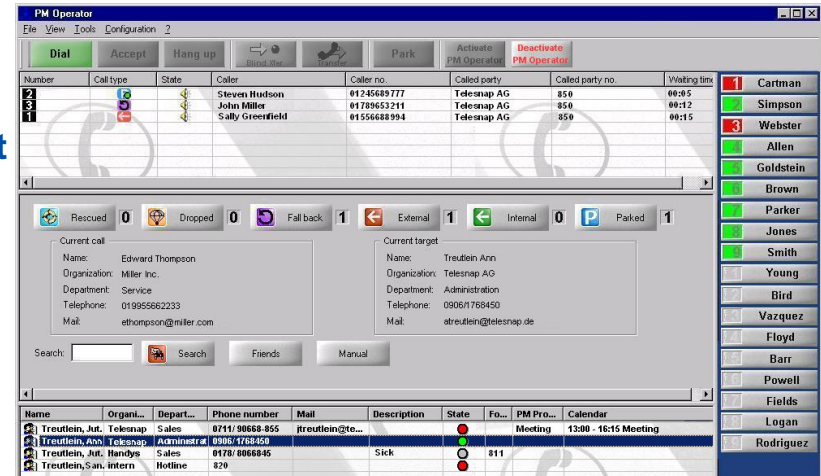 PM Operator
File View Tools Configuration ?
Dial Accept Hang up Blind Xfer Transfer Park Activate PM Operator Deactivate PM Operator
Number Call type State Caller Caller no. Called party Called party no. Waiting time
2 Steven Hudson 01245689777 Telesnap AG 850 00:05
3 John Miller 01789653211 Telesnap AG 850 00:12
1 Sally Greenfield 01556688994 Telesnap AG 850 00:15
t
Rescued 0 Dropped 0 Fall back 1 External 1 Internal 0 P Parked 1
Current call
Name: Edward Thompson
Organization: Miller Inc.
Department: Service
Telephone: 019955662233
Mail: ethompson@miller.com
Current target
Name: Treutlein Ann
Organization: Telesnap AG
Department: Administration
Telephone: 0906/1768450
Mail: atreutlein@telesnap.de
Search: Search Friends Manual
Name Organi... Depart... Phone number Mail Description State Fo... PM Pro... Calendar
Treutlein, Jut. Telesnap Sales 0711/90668-855 jtreutlein@te... Meeting 13:00 - 16:15 Meeting
Treutlein, Ann Telesnap Administrat 0906/1768450
Treutlein, Jut. Handys Sales 0178/8066845 Sick 811
Treutlein, San. intern Hotline 820
1 Cartman
2 Simpson
3 Webster
4 Allen
5 Goldstein
6 Brown
7 Parker
8 Jones
9 Smith
Young
Bird
Vazquez
Floyd
Barr
Powell
Fields
Logan
Rodriguez